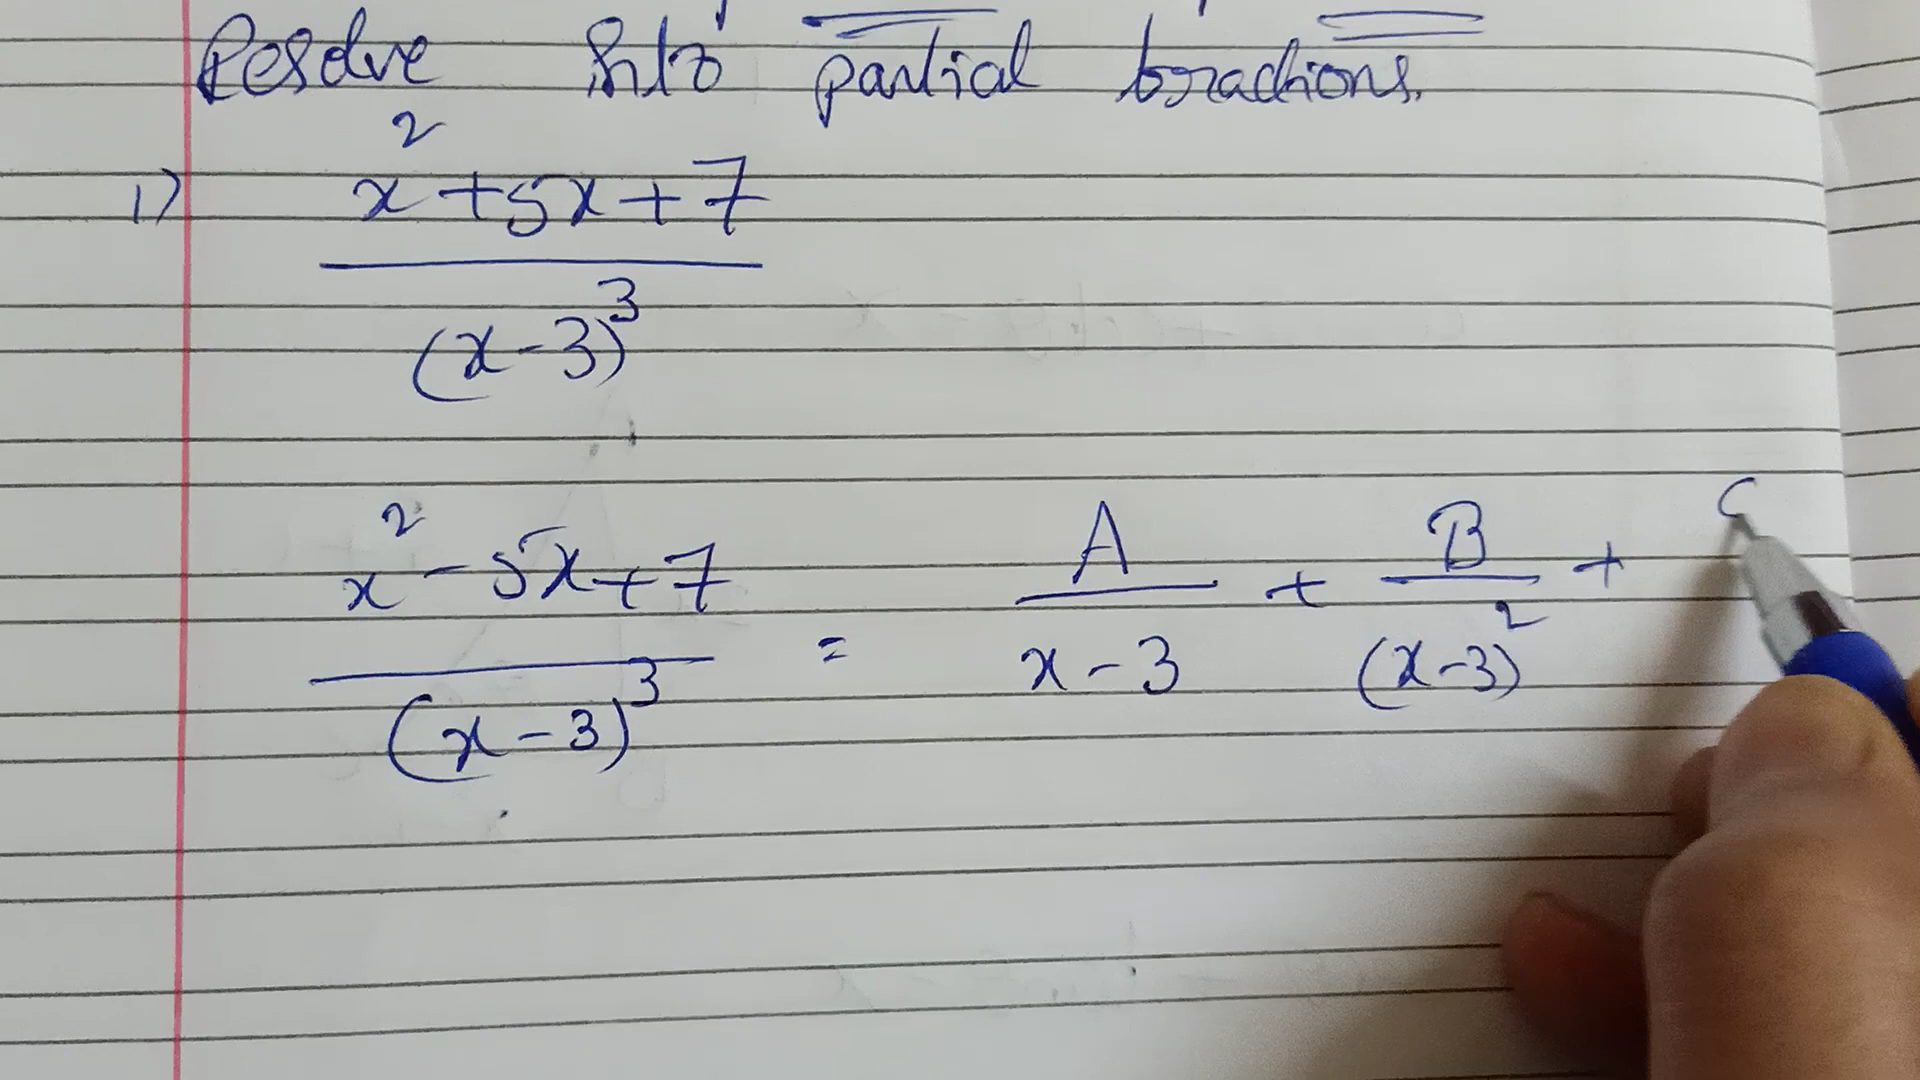 Resolve into partial fractions.
1) x² + 5x + 7
(x - 3)³
x² - 5x + 7 / (x - 3)³ = A / x - 3 + B / (x - 3)² + C